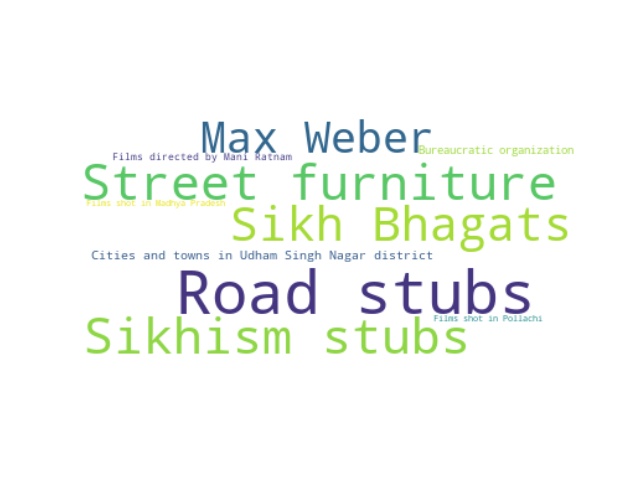 Max Weber
Bureaucratic organization
Films directed by Mani Ratnam
Street furniture
Films shot in Madhya Pradesh
Sikh Bhagats
Cities and towns in Udham Singh Nagar district
Road stubs
Films shot in Pollachi
Sikhism stubs